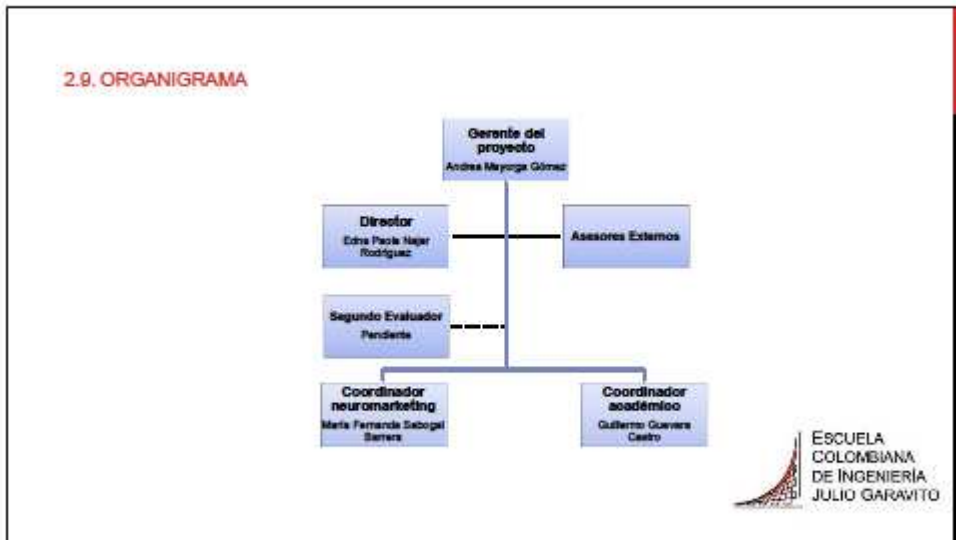 2.9. ORGANIGRAMA
Gerente del
proyecto
Andrea Mayorga Gómez
Director
Edna Paola Najar
Rodríguez
Asesores Externos
Segundo Evaluador
Pendiente
Coordinador
neuromarketing
María Fernanda Sabogal
Barrera
Coordinador
académico
Guillermo Guevara
Castro
ESCUELA
COLOMBIANA
DE INGENIERÍA
JULIO GARAVITO